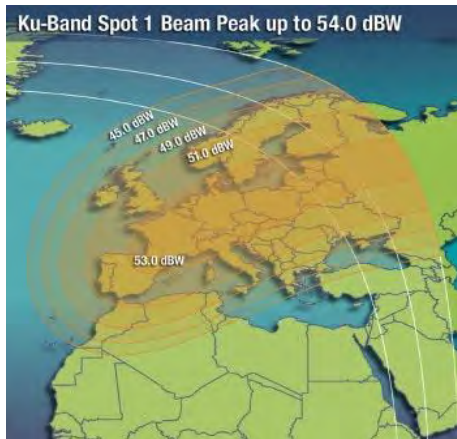 Ku-Band Spot 1 Beam Peak up to 54.0 dBW
45.0 dBW
47.0 dBW
49.0 dBW
51.0 dBW
53.0 dBW